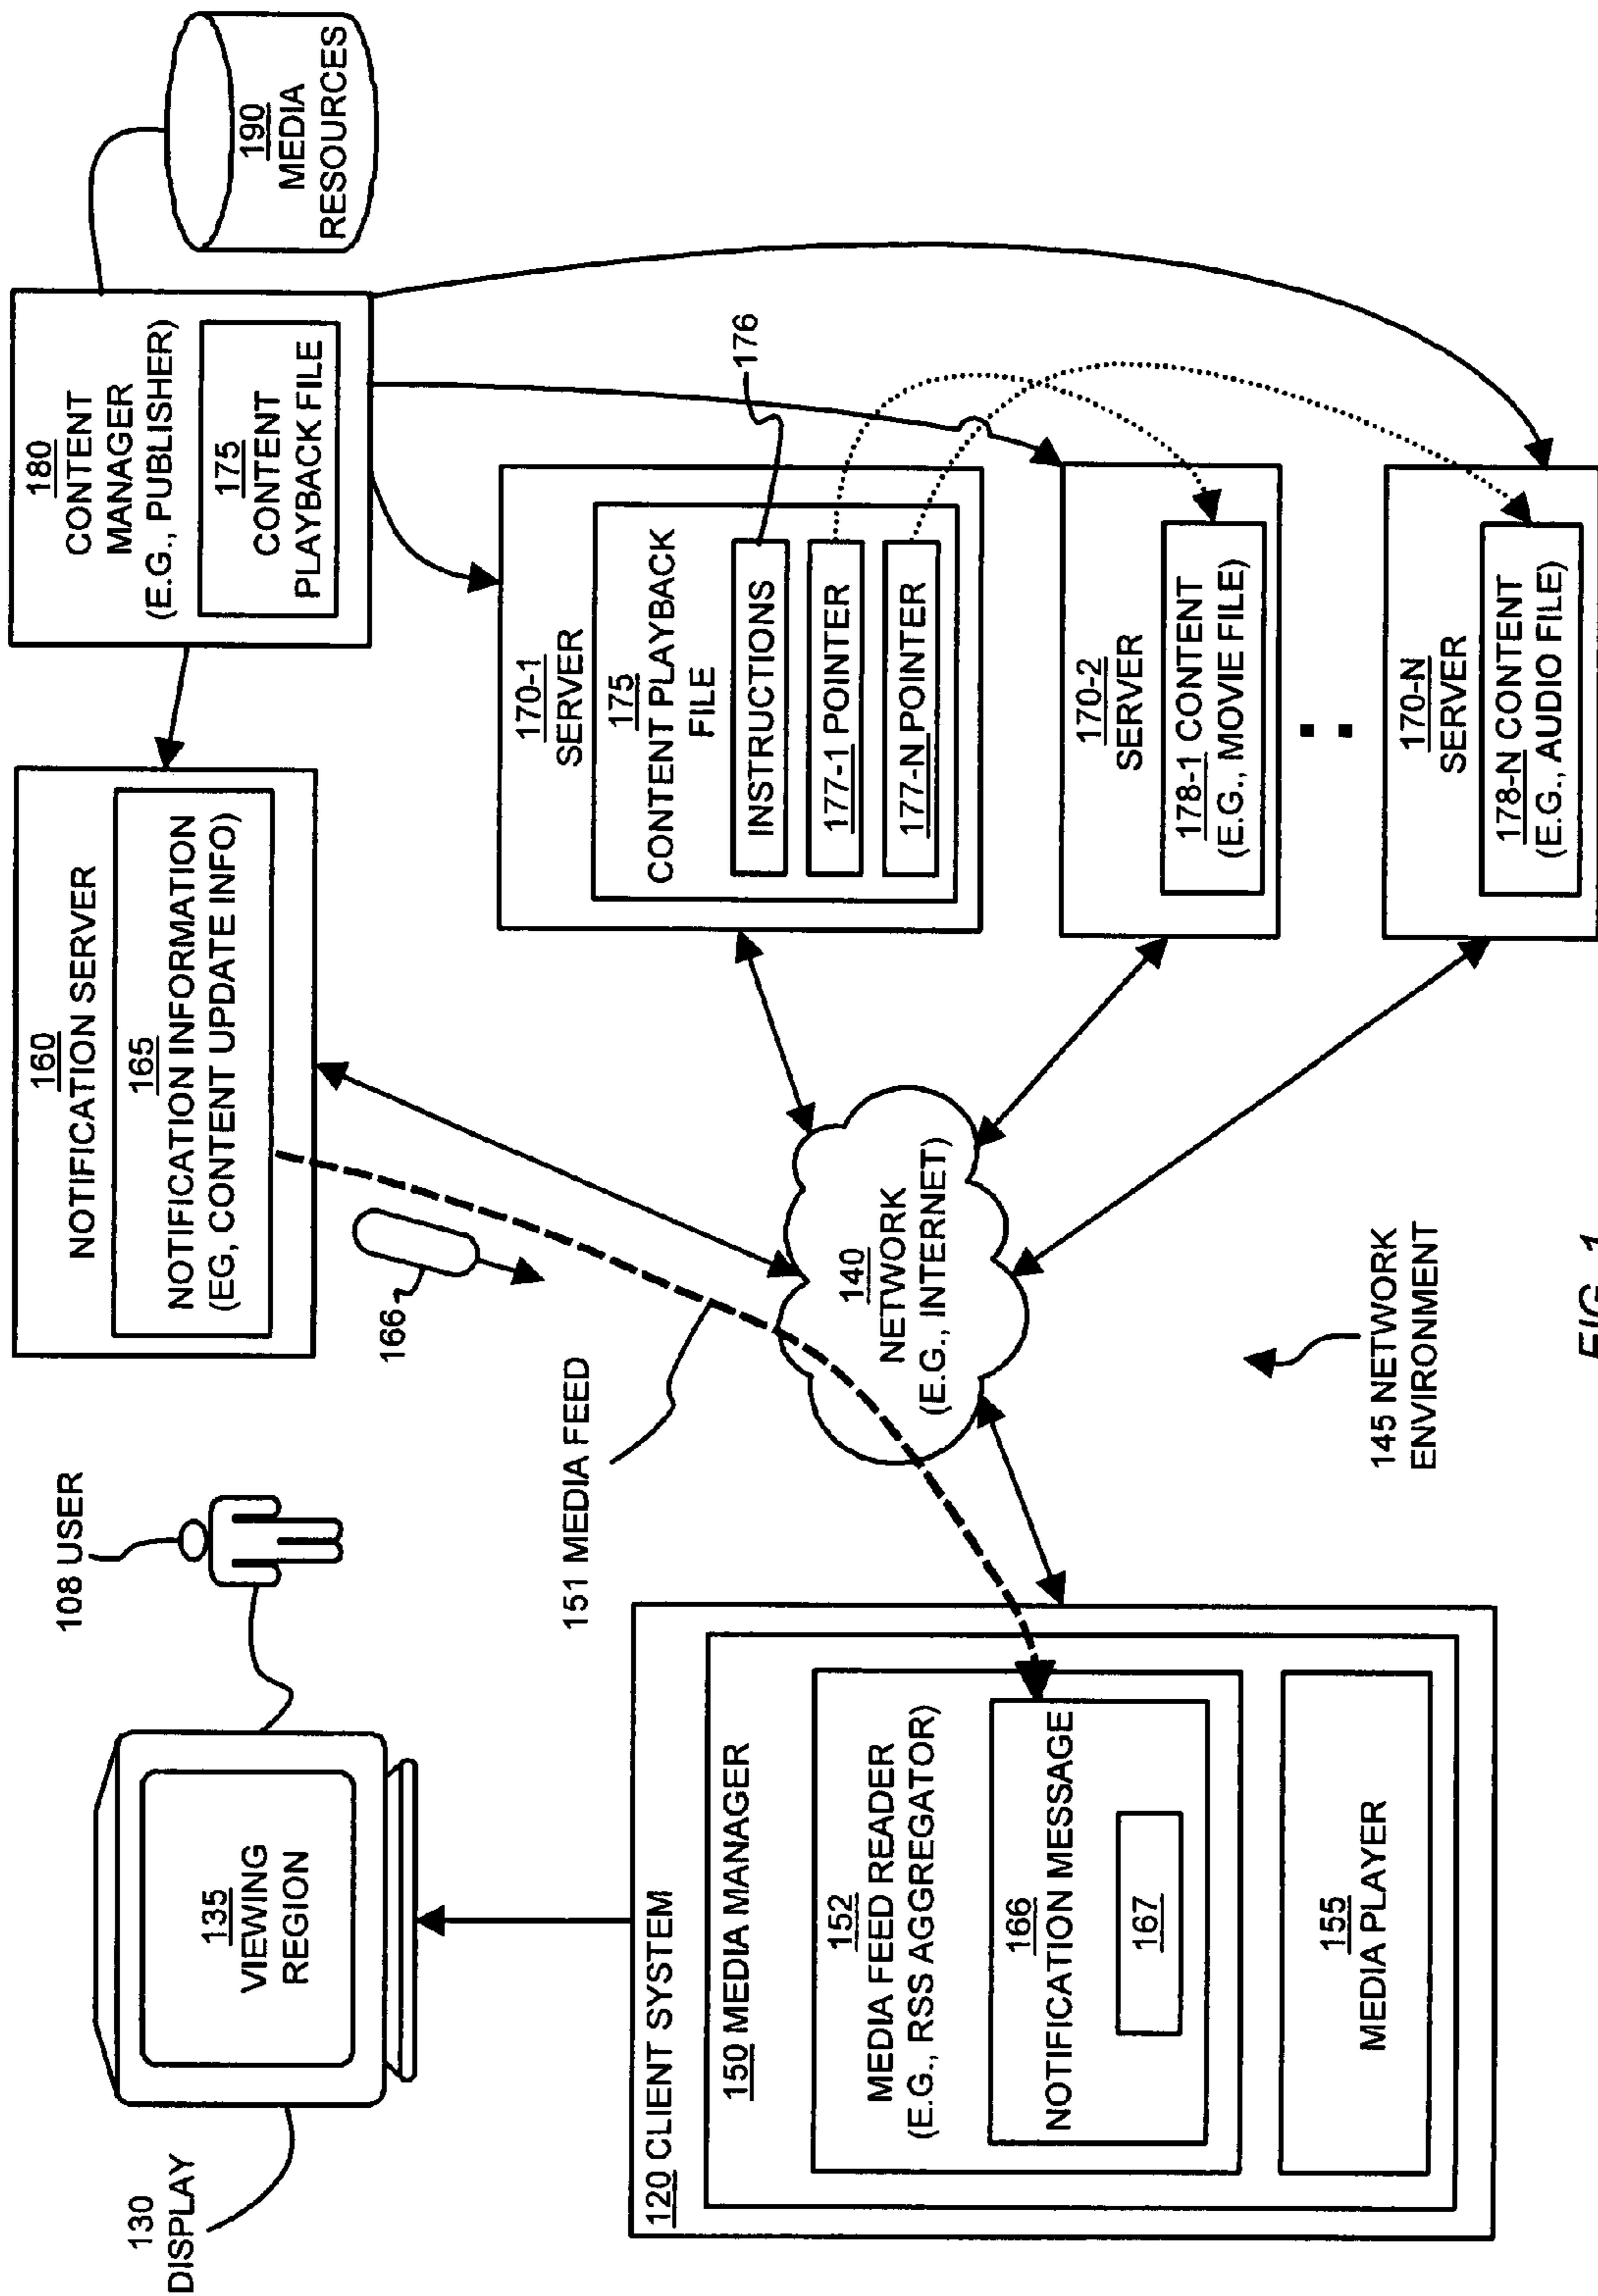 130
DISPLAY
135
VIEWING
REGION
108 USER
120 CLIENT SYSTEM
150 MEDIA MANAGER
152
MEDIA FEED READER
(E.G., RSS AGGREGATOR)
166
NOTIFICATION MESSAGE
167
155
MEDIA PLAYER
151 MEDIA FEED
166
160
NOTIFICATION SERVER
165
NOTIFICATION INFORMATION
(EG, CONTENT UPDATE INFO)
140
NETWORK
(E.G., INTERNET)
145 NETWORK
ENVIRONMENT
180
CONTENT
MANAGER
(E.G., PUBLISHER)
175
CONTENT
PLAYBACK FILE
190
MEDIA
RESOURCES
170-1
SERVER
175
CONTENT PLAYBACK
FILE
INSTRUCTIONS
176
177-1 POINTER
177-N POINTER
170-2
SERVER
178-1 CONTENT
(E.G., MOVIE FILE)
170-N
SERVER
178-N CONTENT
(E.G., AUDIO FILE)
FIG. 1